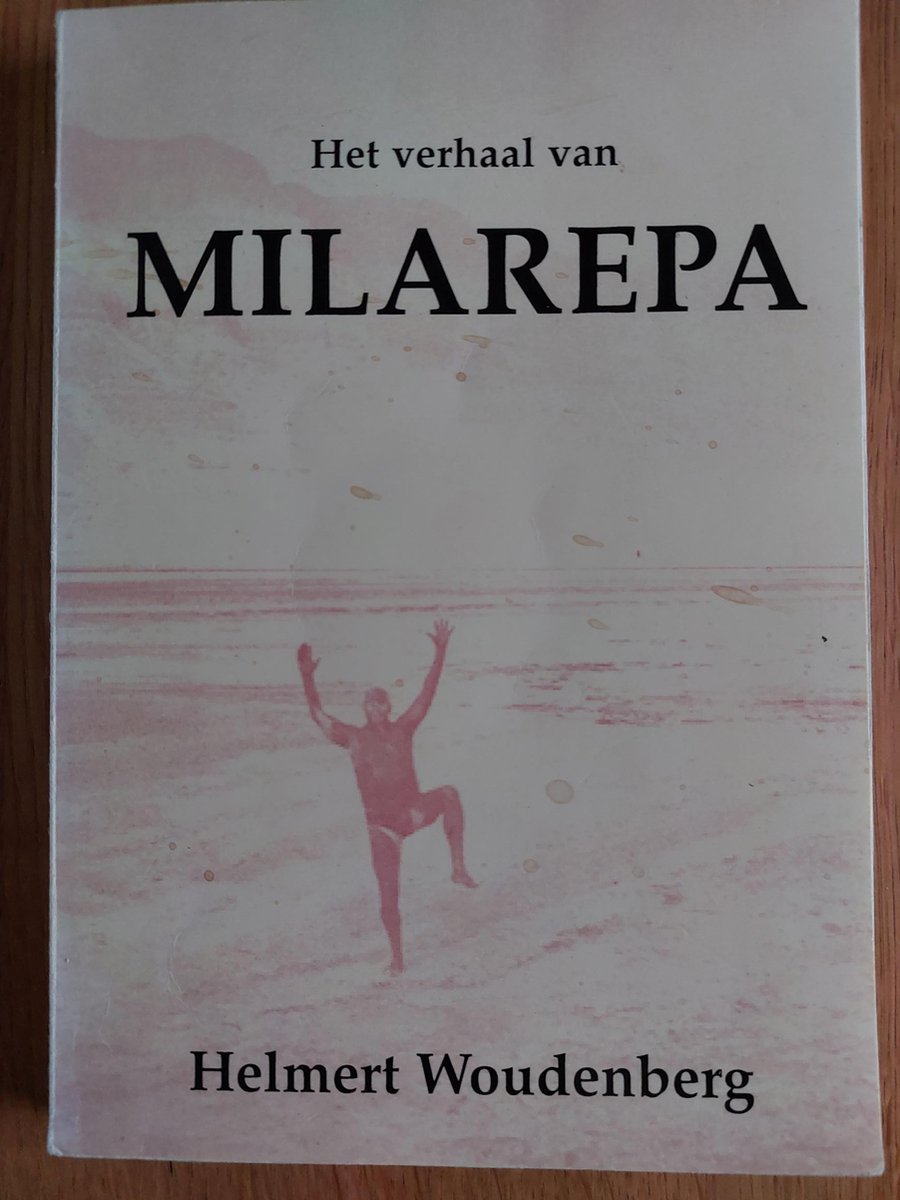 Het verhaal van
MILAREPA
Helmert Woudenberg